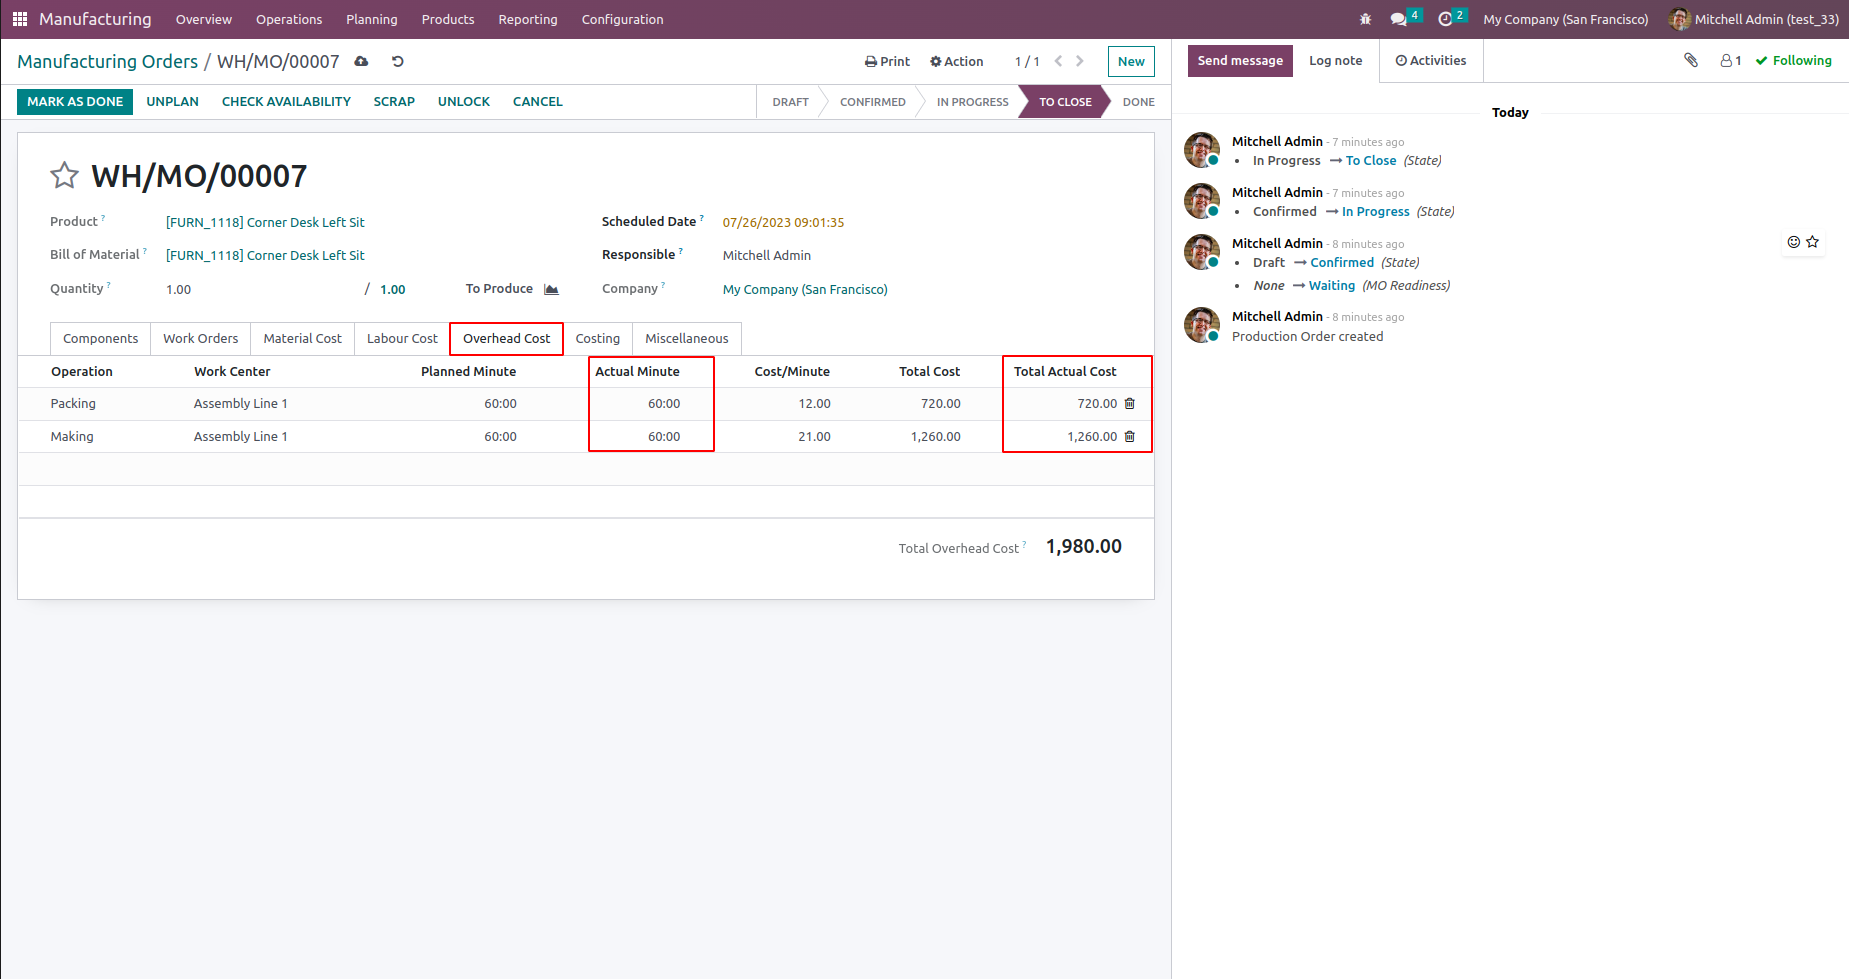 Manufacturing Overview Operations Planning Products Reporting Configuration 4 2 My Company (San Francisco) Mitchell Admin (test_33)
Manufacturing Orders / WH/MO/00007 Print Action 1 / 1 New
MARK AS DONE UNPLAN CHECK AVAILABILITY SCRAP UNLOCK CANCEL DRAFT CONFIRMED IN PROGRESS TO CLOSE DONE
WH/MO/00007
Product ? [FURN_1118] Corner Desk Left Sit Scheduled Date ? 07/26/2023 09:01:35
Bill of Material ? [FURN_1118] Corner Desk Left Sit Responsible ? Mitchell Admin
Quantity ? 1.00 / 1.00 To Produce Company ? My Company (San Francisco)
Components Work Orders Material Cost Labour Cost Overhead Cost Costing Miscellaneous
Operation Work Center Planned Minute Actual Minute Cost/Minute Total Cost Total Actual Cost
Packing Assembly Line 1 60:00 60:00 12.00 720.00 720.00
Making Assembly Line 1 60:00 60:00 21.00 1,260.00 1,260.00
Total Overhead Cost ? 1,980.00
Send message Log note Activities 1 Following
Today
Mitchell Admin - 7 minutes ago
• In Progress → To Close (State)
Mitchell Admin - 7 minutes ago
• Confirmed → In Progress (State)
Mitchell Admin - 8 minutes ago
• Draft → Confirmed (State)
• None → Waiting (MO Readiness)
Mitchell Admin - 8 minutes ago
Production Order created